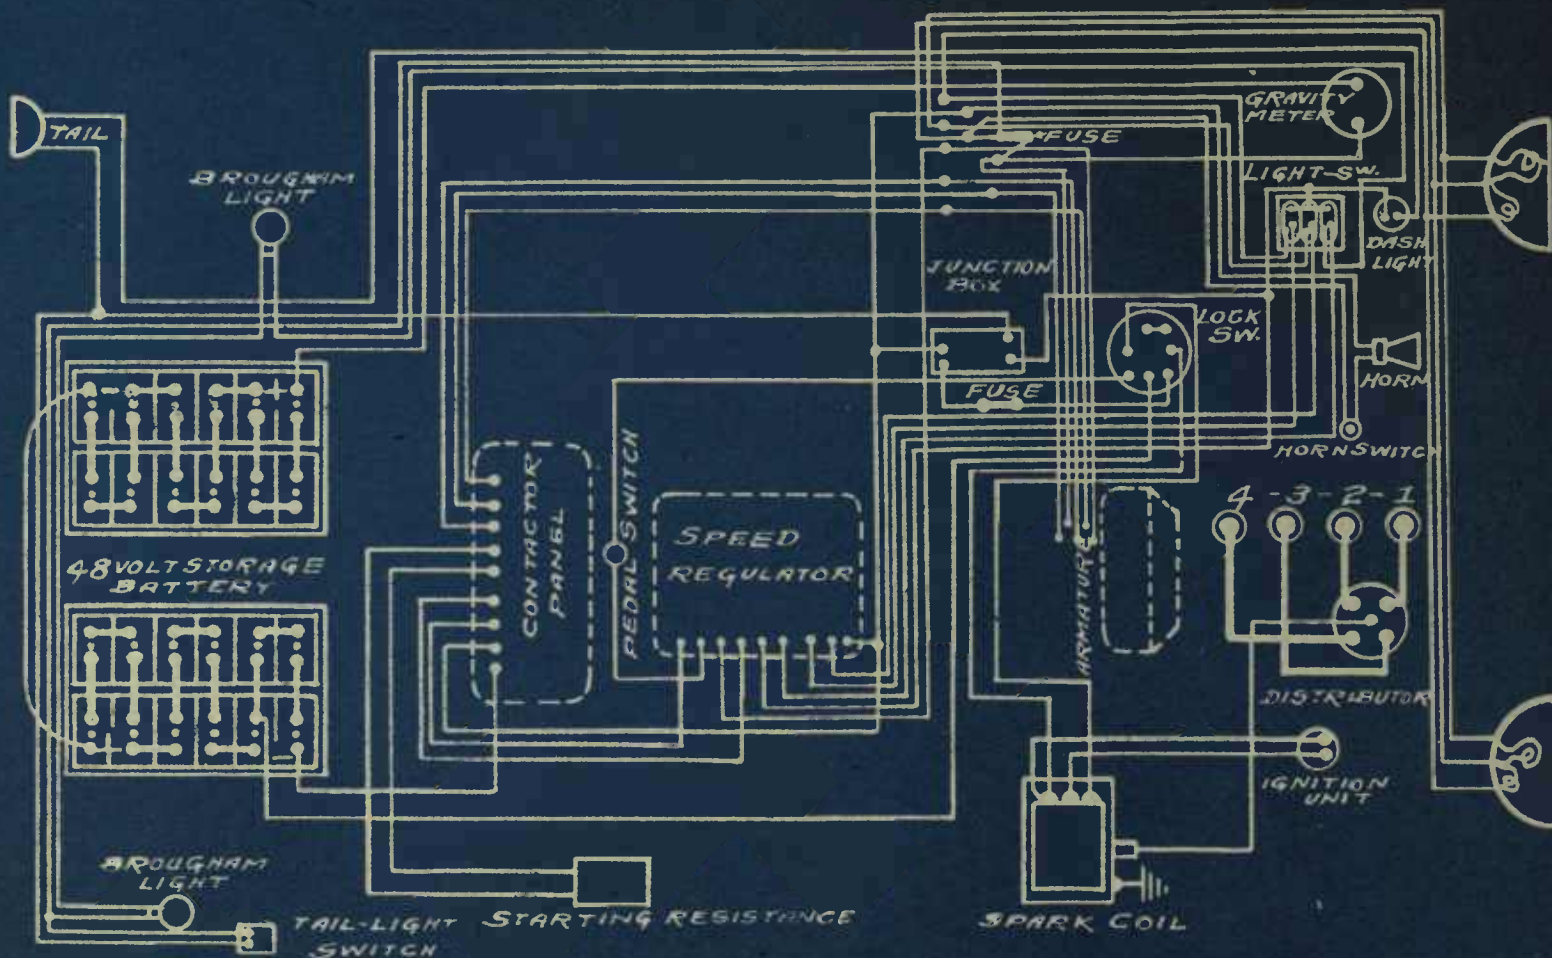 TAIL
BROUGHAM
LIGHT
GRAVITY
METER
FUSE
LIGHT-SW.
DASH
LIGHT
JUNCTION
BOX
LOCK
SW.
HORN
FUSE
HORN SWITCH
CONTACTOR
PANEL
PEDAL SWITCH
SPEED
REGULATOR
ARMATURE
4-3-2-1
48 VOLT STORAGE
BATTERY
DISTRIBUTOR
IGNITION
UNIT
BROUGHAM
LIGHT
TAIL-LIGHT
SWITCH
STARTING RESISTANCE
SPARK COIL